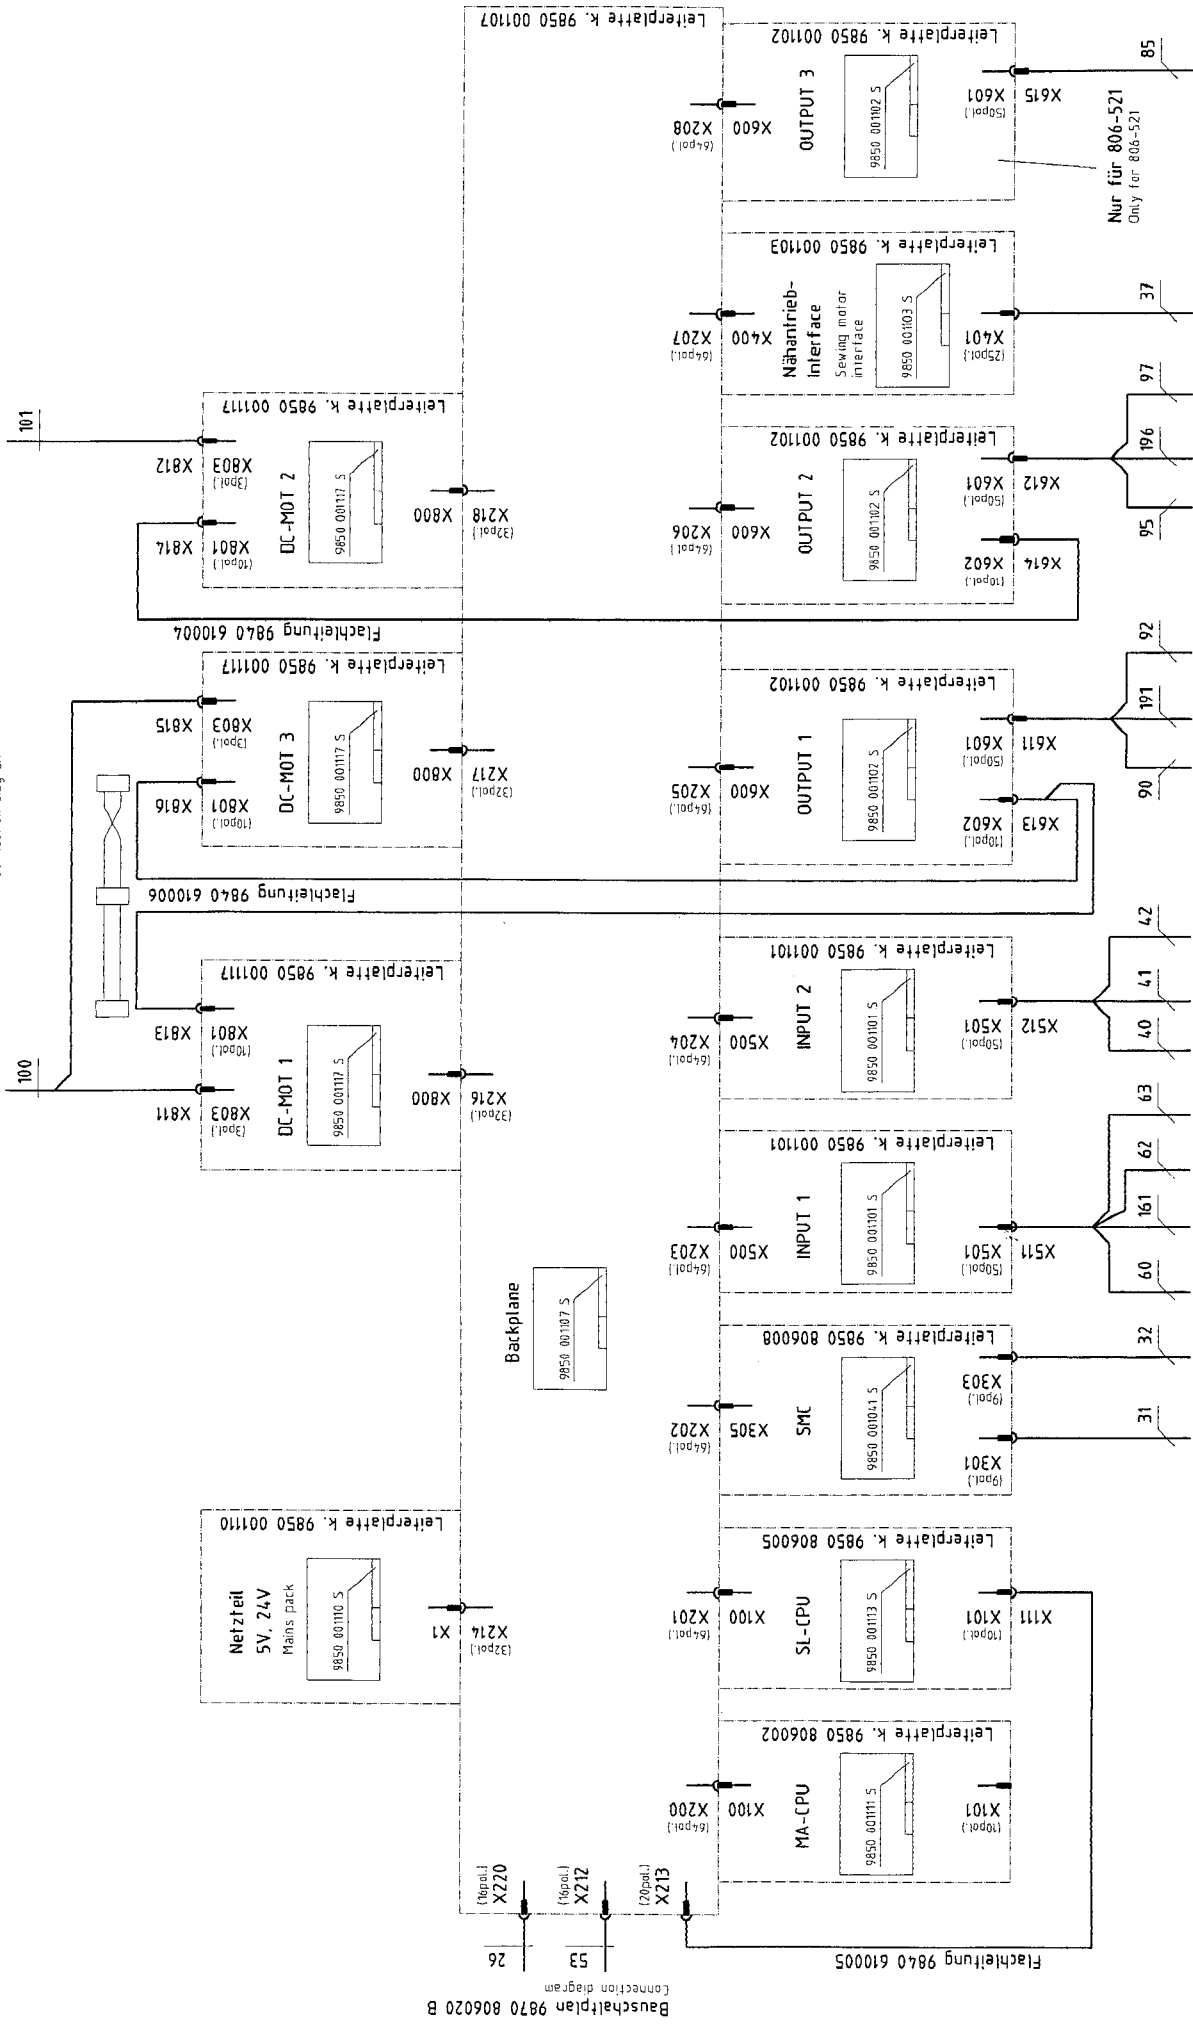 Leiterplatte k. 9850 001107
Backplane
9850 001107 S
101
X812
X803
(3pol.)
X814
X801
(10pol.)
DC-MOT 2
9850 001117 S
Leiterplatte k. 9850 001117
X800
X218
(32pol.)
Flachleitung 9840 610004
X815
X803
(3pol.)
X816
X801
(10pol.)
DC-MOT 3
9850 001117 S
Leiterplatte k. 9850 001117
X800
X217
(32pol.)
Flachleitung 9840 610006
100
X813
X801
(10pol.)
X811
X803
(3pol.)
DC-MOT 1
9850 001117 S
Leiterplatte k. 9850 001117
X800
X216
(32pol.)
Netzteil
5V, 24V
Mains pack
9850 001110 S
Leiterplatte k. 9850 001110
X1
X214
(32pol.)
(16pol.)
X220
26
(16pol.)
X212
53
(20pol.)
X213
Flachleitung 9840 610005
Bauschaltplan 9870 806020 B
Connection diagram
X200
(64pol.)
X100
MA-CPU
9850 001111 S
Leiterplatte k. 9850 806002
X101
(10pol.)
X201
(64pol.)
X100
SL-CPU
9850 001113 S
Leiterplatte k. 9850 806005
X101
(10pol.)
X111
X202
(64pol.)
X305
SMC
9850 001041 S
Leiterplatte k. 9850 806008
X301
(9pol.)
X303
(9pol.)
31
32
X203
(64pol.)
X500
INPUT 1
9850 001101 S
Leiterplatte k. 9850 001101
X501
(50pol.)
X511
60
161
62
63
X204
(64pol.)
X500
INPUT 2
9850 001101 S
Leiterplatte k. 9850 001101
X501
(50pol.)
X512
40
41
42
X205
(64pol.)
X600
OUTPUT 1
9850 001102 S
Leiterplatte k. 9850 001102
X602
(10pol.)
X613
X601
(50pol.)
X611
90
191
92
X206
(64pol.)
X600
OUTPUT 2
9850 001102 S
Leiterplatte k. 9850 001102
X602
(10pol.)
X614
X601
(50pol.)
X612
95
196
97
X207
(64pol.)
X400
Nähantrieb-
Interface
Sewing motor
interface
9850 001103 S
Leiterplatte k. 9850 001103
X401
(25pol.)
37
X208
(64pol.)
X600
OUTPUT 3
9850 001102 S
Leiterplatte k. 9850 001102
X601
(50pol.)
X615
85
Nur für 806-521
Only for 806-521